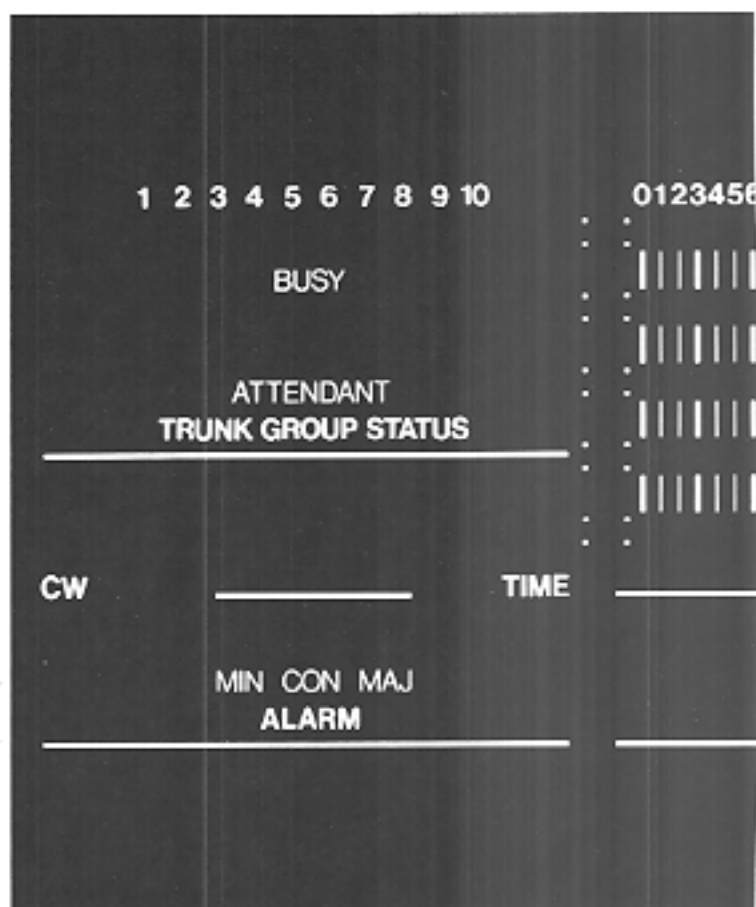 1 2 3 4 5 6 7 8 9 10
0123456
BUSY
ATTENDANT
TRUNK GROUP STATUS
CW
TIME
MIN CON MAJ
ALARM